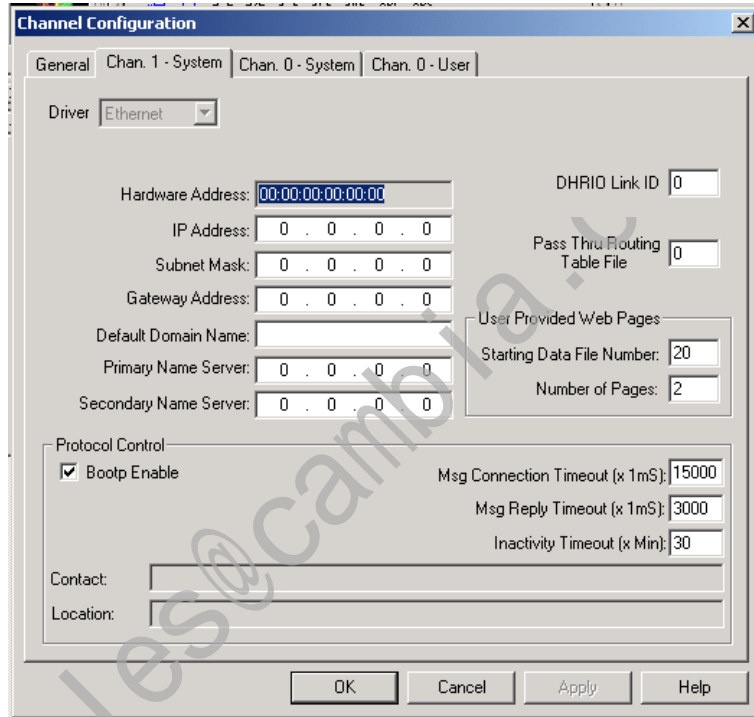 Channel Configuration
General Chan. 1 - System Chan. 0 - System Chan. 0 - User
Driver Ethernet
Hardware Address: 00:00:00:00:00:00
DHRIO Link ID 0
IP Address: 0 . 0 . 0 . 0
Pass Thru Routing
Table File 0
Subnet Mask: 0 . 0 . 0 . 0
Gateway Address: 0 . 0 . 0 . 0
User Provided Web Pages
Default Domain Name:
Starting Data File Number: 20
Primary Name Server: 0 . 0 . 0 . 0
Number of Pages: 2
Secondary Name Server: 0 . 0 . 0 . 0
Protocol Control
Bootp Enable
Msg Connection Timeout (x 1mS): 15000
Msg Reply Timeout (x 1mS): 3000
Inactivity Timeout (x Min): 30
Contact:
Location:
OK Cancel Apply Help
les@cambia.c